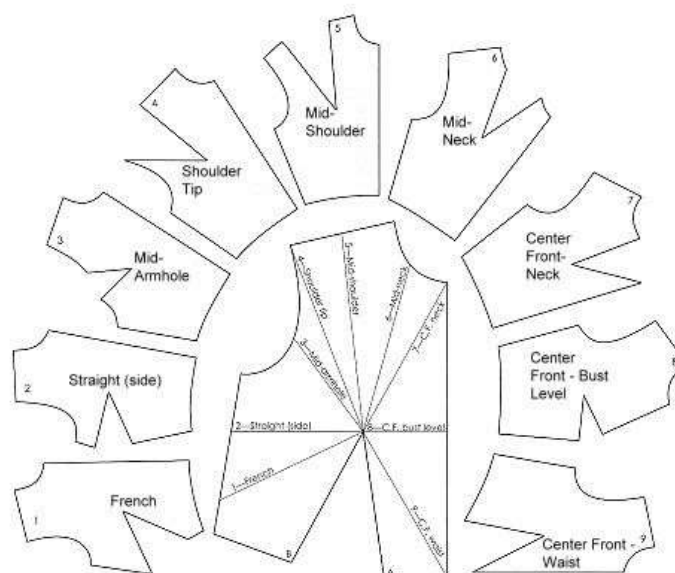 5
Mid-
Shoulder
4
Shoulder
Tip
6
Mid-
Neck
3
Mid-
Armhole
7
Center
Front-
Neck
2
Straight (side)
8
Center
Front - Bust
Level
1
French
9
Center Front -
Waist
4—Shoulder tip
5—Mid-shoulder
6—Mid-neck
7—C.F. neck
3—Mid armhole
2—Straight (side)
8—C.F. bust level
1—French
9—C.F. waist
B
A